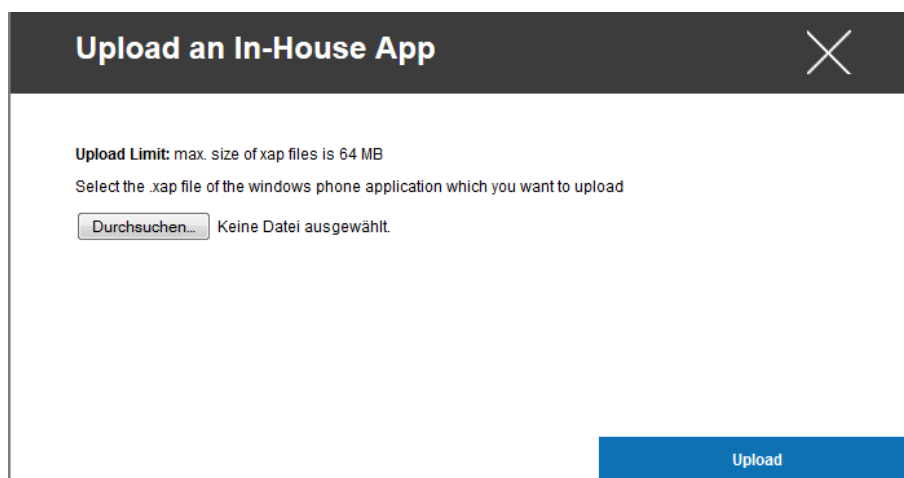 Upload an In-House App
Upload Limit: max. size of xap files is 64 MB
Select the .xap file of the windows phone application which you want to upload
Durchsuchen... Keine Datei ausgewählt.
Upload